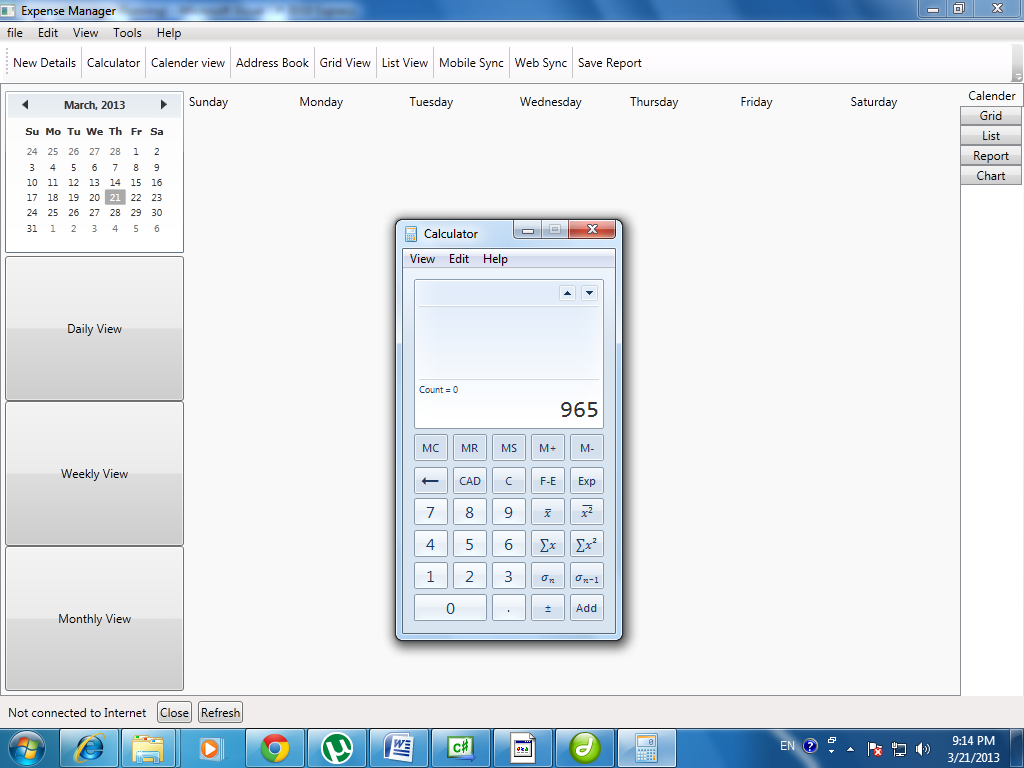 Expense Manager
file Edit View Tools Help
New Details Calculator Calender view Address Book Grid View List View Mobile Sync Web Sync Save Report
March, 2013
Su Mo Tu We Th Fr Sa
24 25 26 27 28 1 2
3 4 5 6 7 8 9
10 11 12 13 14 15 16
17 18 19 20 21 22 23
24 25 26 27 28 29 30
31 1 2 3 4 5 6
Daily View
Weekly View
Monthly View
Sunday Monday Tuesday Wednesday Thursday Friday Saturday
Calender
Grid
List
Report
Chart
Calculator
View Edit Help
Count = 0
965
MC MR MS M+ M-
← CAD C F-E Exp
7 8 9 x̄ x̄²
4 5 6 ∑x ∑x²
1 2 3 σn σn-1
0 . ± Add
Not connected to Internet Close Refresh
EN
9:14 PM
3/21/2013